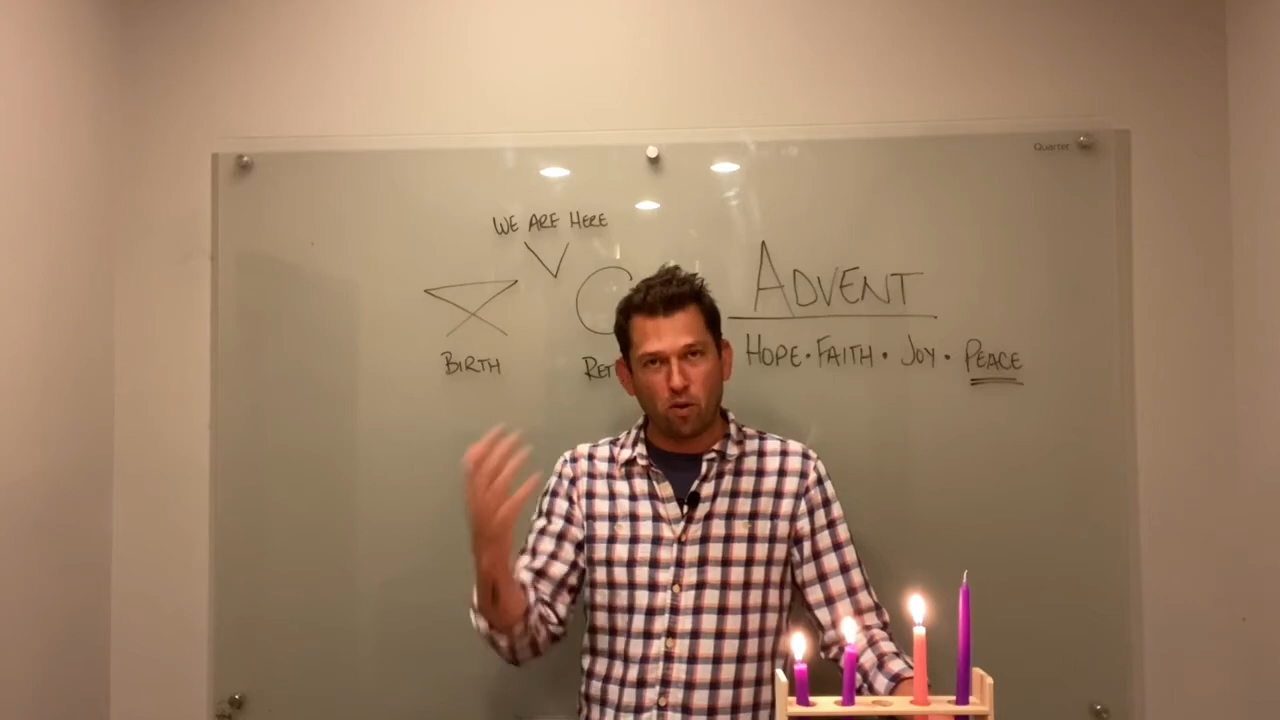 Quarter
WE ARE HERE
ADVENT
BIRTH
HOPE • FAITH • JOY • PEACE